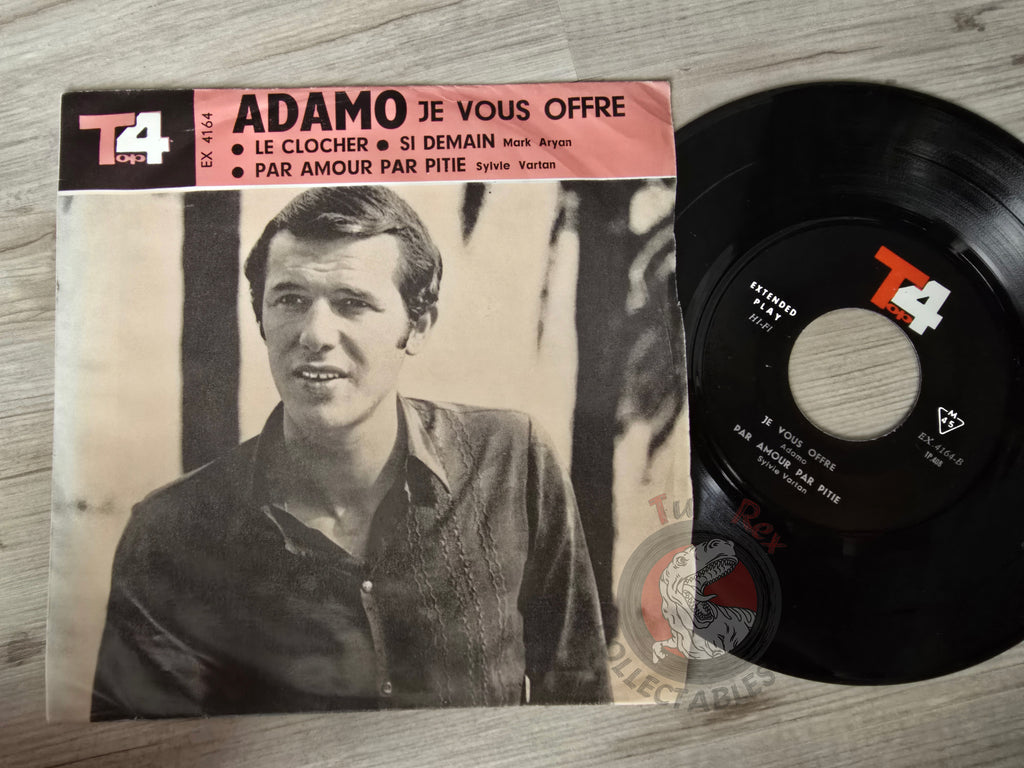 Top 4
EX 4164
ADAMO JE VOUS OFFRE
• LE CLOCHER • SI DEMAIN Mark Aryan
• PAR AMOUR PAR PITIE Sylvie Vartan
Top 4
EXTENDED
PLAY
HI-FI
M
45
EX. 4164-B
JE VOUS OFFRE
Adamo
PAR AMOUR PAR PITIE
Sylvie Vartan
Rex
COLLECTABLES